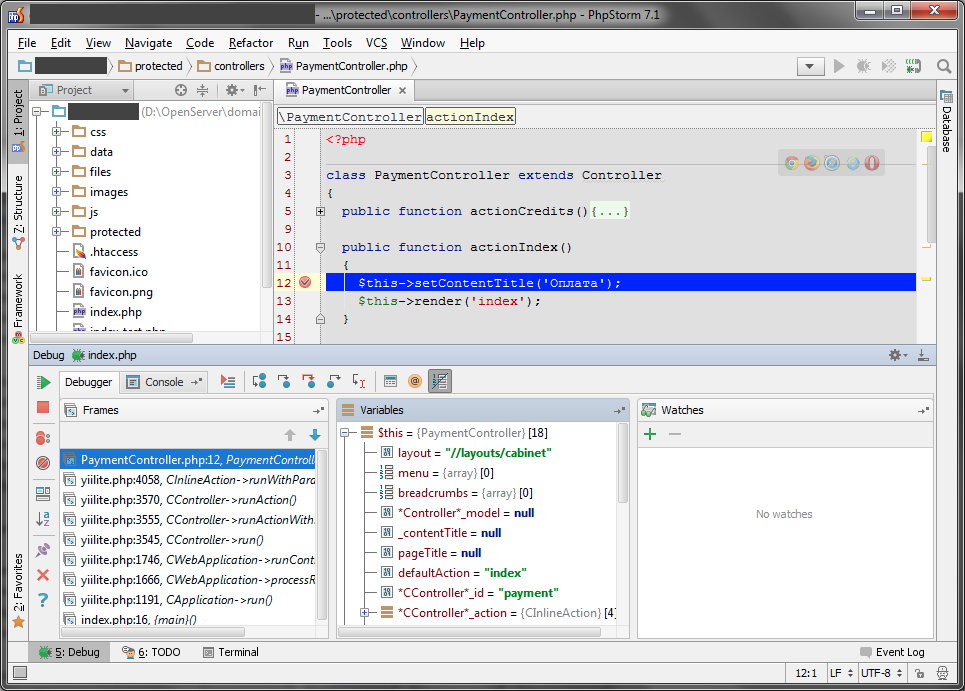 - ...\protected\controllers\PaymentController.php - PhpStorm 7.1
File Edit View Navigate Code Refactor Run Tools VCS Window Help
protected controllers PaymentController.php
Project
PaymentController
1: Project
Z: Structure
Framework
2: Favorites
Database
(D:\OpenServer\domai
css
data
files
images
js
protected
.htaccess
favicon.ico
favicon.png
index.php
index-test.php
\PaymentController actionIndex
1 <?php
2
3 class PaymentController extends Controller
4 {
5 public function actionCredits(){...}
9
10 public function actionIndex()
11 {
12 $this->setContentTitle('Оплата');
13 $this->render('index');
14 }
15
Debug index.php
Debugger Console
Frames
PaymentController.php:12, PaymentControll
yiilite.php:4058, CInlineAction->runWithPara
yiilite.php:3570, CController->runAction()
yiilite.php:3555, CController->runActionWith
yiilite.php:3545, CController->run()
yiilite.php:1746, CWebApplication->runCont
yiilite.php:1666, CWebApplication->processR
yiilite.php:1191, CApplication->run()
index.php:16, {main}()
Variables
$this = {PaymentController} [18]
layout = "//layouts/cabinet"
menu = {array} [0]
breadcrumbs = {array} [0]
*Controller*_model = null
_contentTitle = null
pageTitle = null
defaultAction = "index"
*CController*_id = "payment"
*CController*_action = {CInlineAction} [4]
Watches
No watches
5: Debug 6: TODO Terminal Event Log
12:1 LF UTF-8